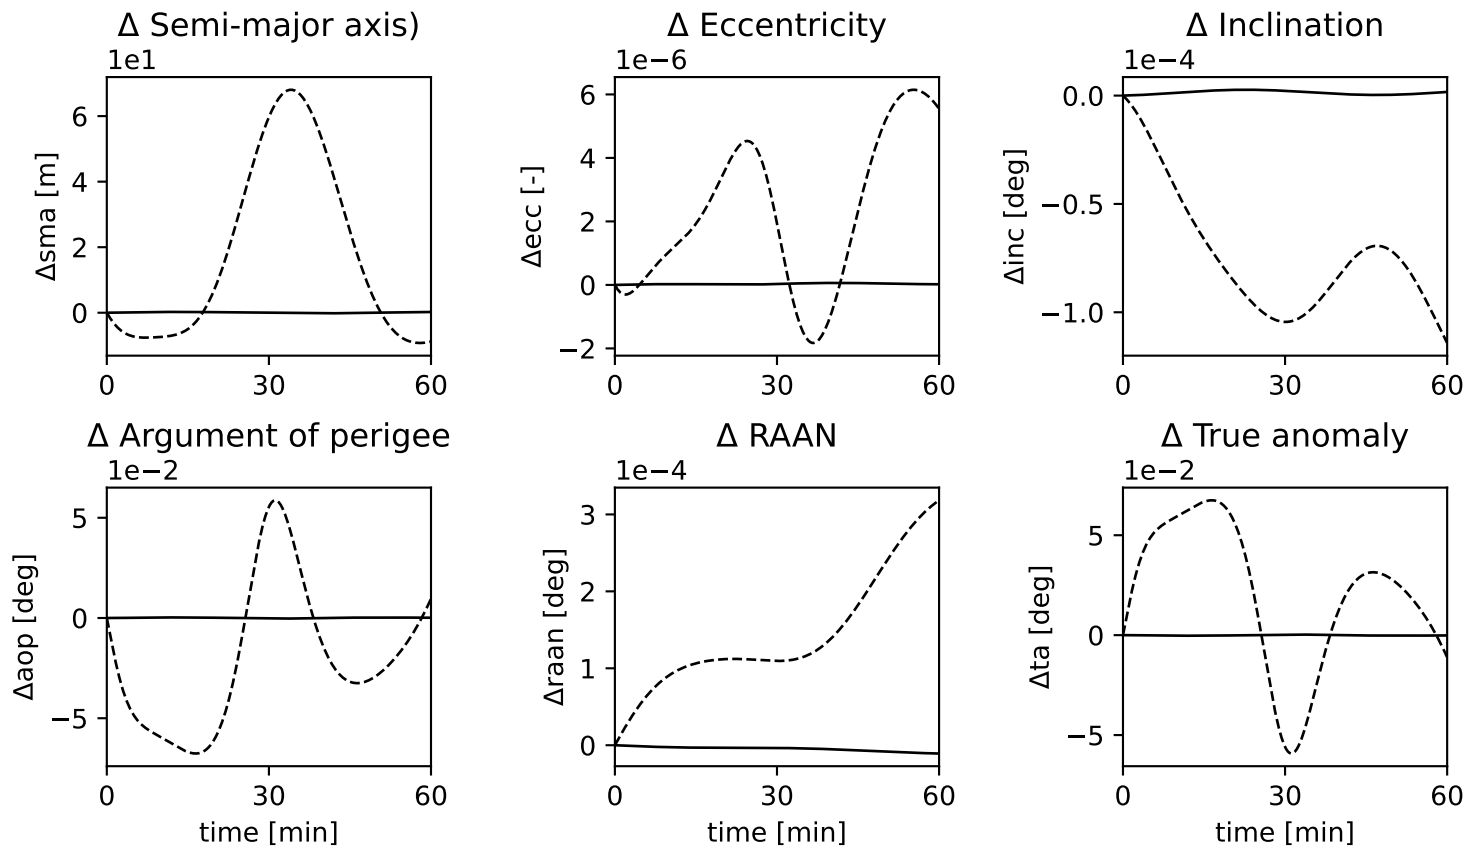 Δ Semi-major axis)
1e1
Δsma [m]
6
4
2
0
0 30 60
Δ Eccentricity
1e−6
Δecc [-]
6
4
2
0
−2
0 30 60
Δ Inclination
1e−4
Δinc [deg]
0.0
−0.5
−1.0
0 30 60
Δ Argument of perigee
1e−2
Δaop [deg]
5
0
−5
0 30 60
time [min]
Δ RAAN
1e−4
Δraan [deg]
3
2
1
0
0 30 60
time [min]
Δ True anomaly
1e−2
Δta [deg]
5
0
−5
0 30 60
time [min]